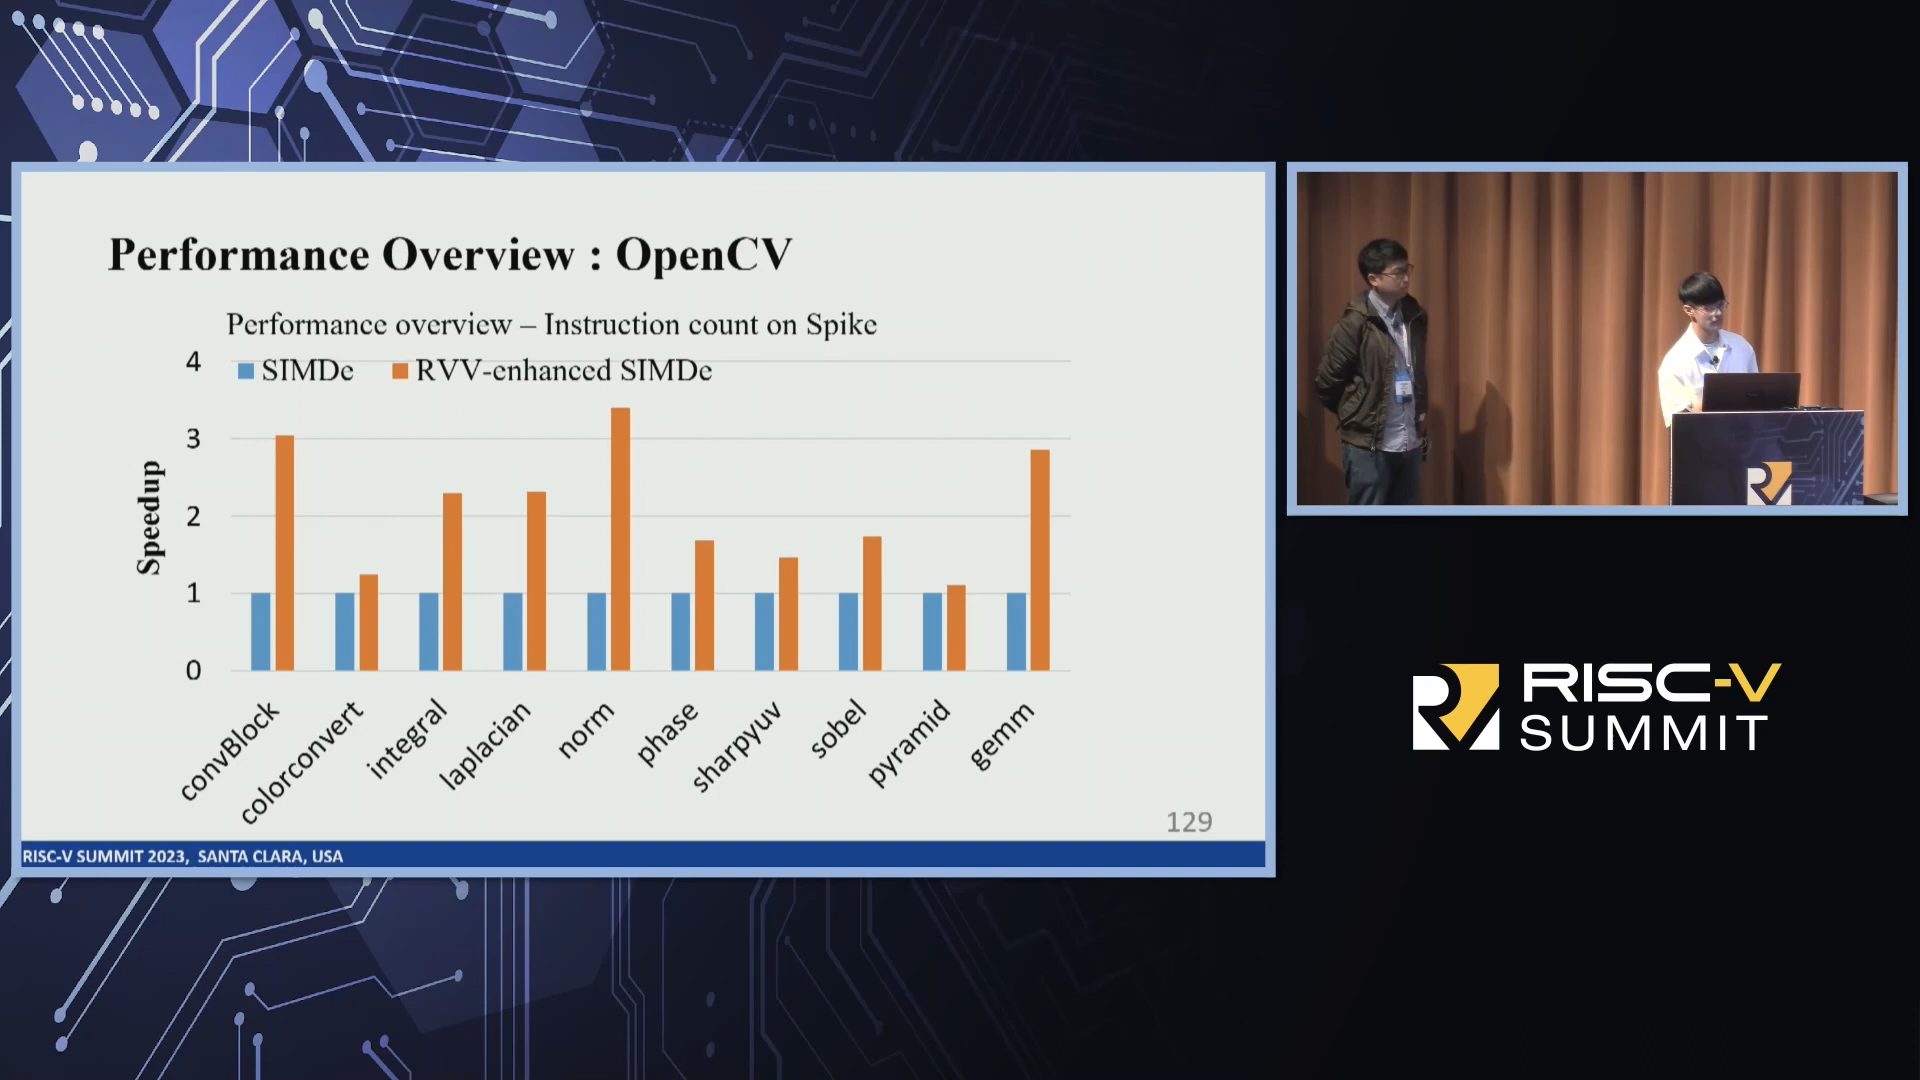 Performance Overview : OpenCV
Performance overview – Instruction count on Spike
SIMDe RVV-enhanced SIMDe
Speedup
4
3
2
1
0
convBlock
colorconvert
integral
laplacian
norm
phase
sharpyuv
sobel
pyramid
gemm
129
RISC-V SUMMIT 2023, SANTA CLARA, USA
RISC-V
SUMMIT